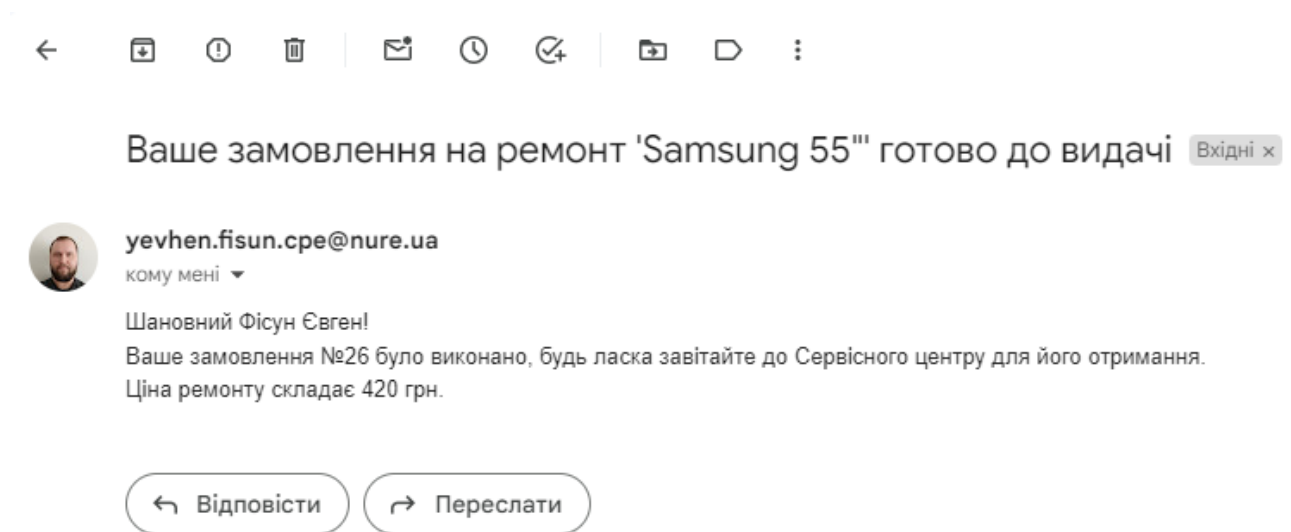 Ваше замовлення на ремонт 'Samsung 55"' готово до видачі Вхідні ×
yevhen.fisun.cpe@nure.ua
кому мені
Шановний Фісун Євген!
Ваше замовлення №26 було виконано, будь ласка завітайте до Сервісного центру для його отримання.
Ціна ремонту складає 420 грн.
Відповісти Переслати